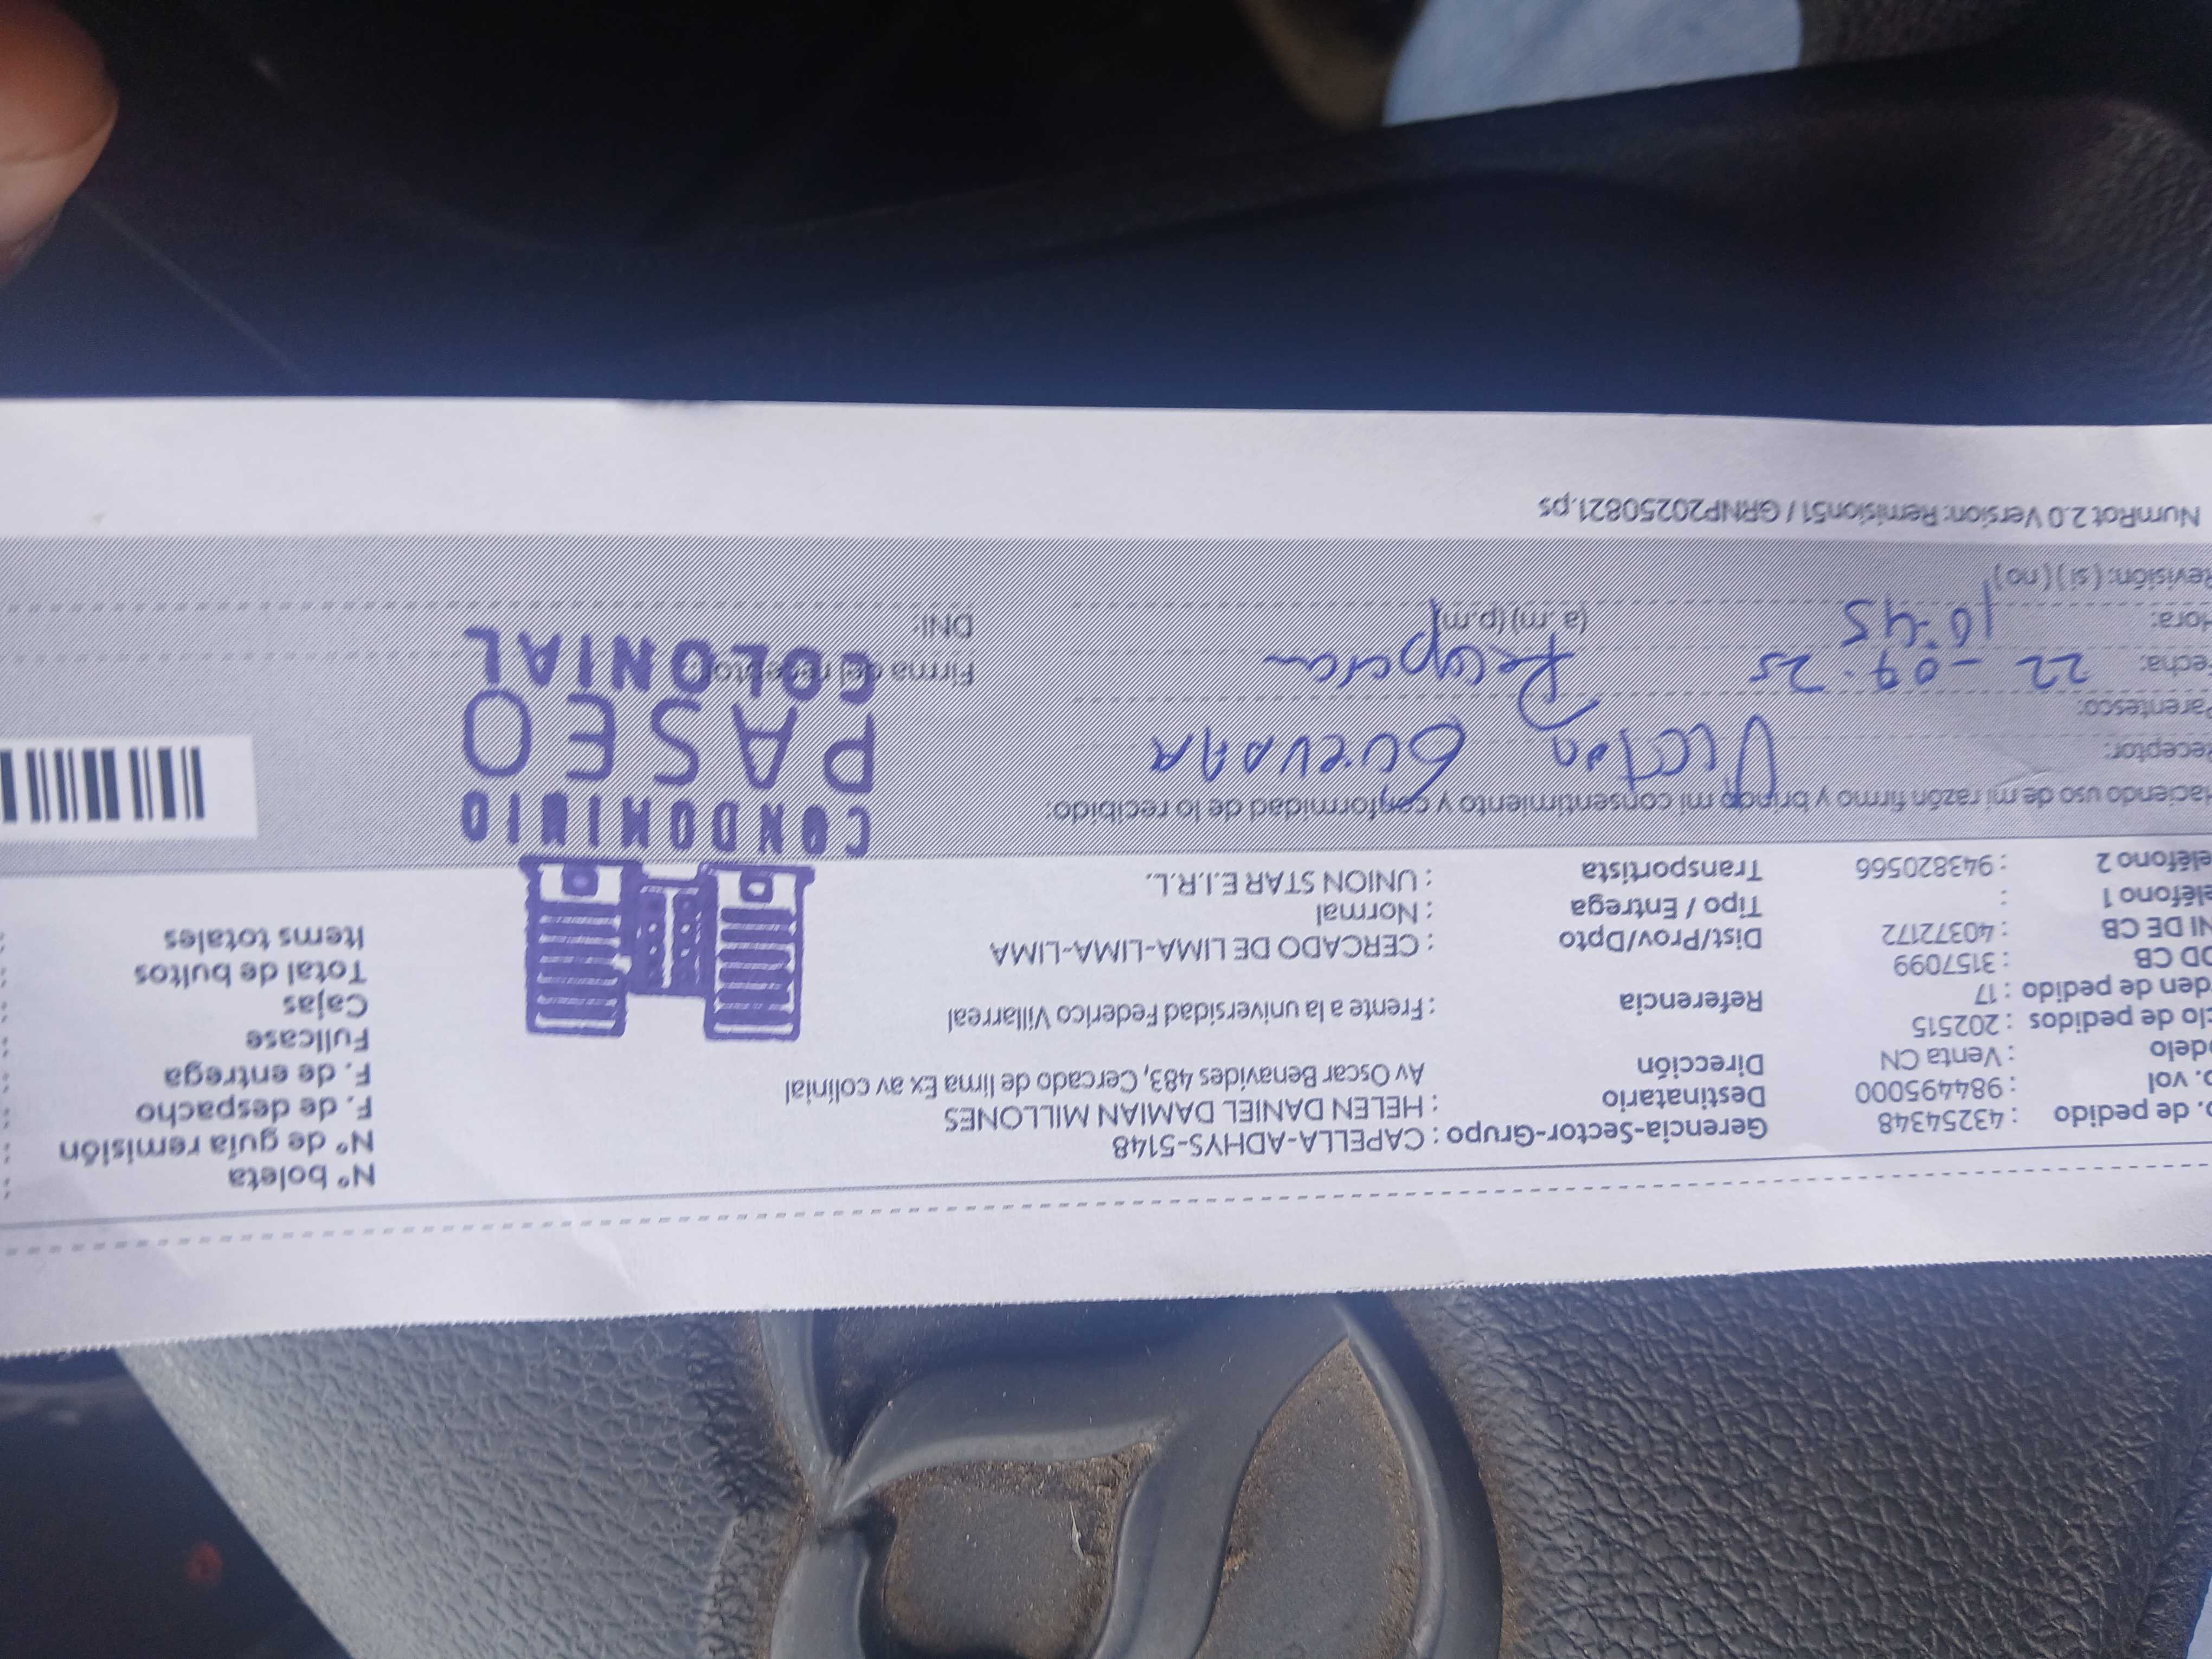 o. de pedido : 43254348 Gerencia-Sector-Grupo : CAPELLA-ADHYS-5148 N° boleta :
o. vol : 984495000 Destinatario : HELEN DANIEL DAMIAN MILLONES N° de guía remisión :
odelo : Venta CN Dirección Av Oscar Benavides 483, Cercado de lima Ex av colinial F. de despacho :
clo de pedidos : 202515 F. de entrega :
den de pedido : 17 Referencia : Frente a la universidad Federico Villarreal Fullcase :
OD CB : 3157099 Cajas :
NI DE CB : 40372172 Dist/Prov/Dpto : CERCADO DE LIMA-LIMA-LIMA Total de bultos :
eléfono 1 : Tipo / Entrega : Normal Items totales :
eléfono 2 : 943820566 Transportista : UNION STAR E.I.R.L.
Haciendo uso de mi razón firmo y brindo mi consentimiento y conformidad de lo recibido.
Receptor: Victor Guevara
Parentesco:
Fecha: 22-09-25 Recepción Firma del receptor:
Hora: 10:45 (a. m) (p.m) DNI:
Revisión: (si) (no)
CONDOMINIO
PASEO
COLONIAL
NumRot 2.0 Version: Remision51 / GRNP20250821.ps